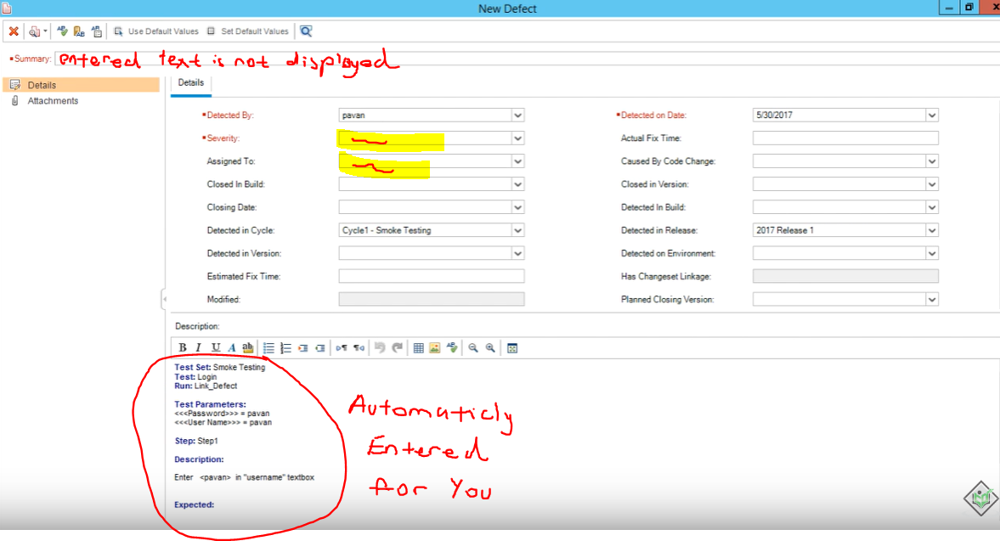 New Defect
Use Default Values Set Default Values
*Summary: entered text is not displayed
Details
Attachments
Details
*Detected By: pavan *Detected on Date: 5/30/2017
*Severity: Actual Fix Time:
Assigned To: Caused By Code Change:
Closed In Build: Closed in Version:
Closing Date: Detected In Build:
Detected in Cycle: Cycle1 - Smoke Testing Detected in Release: 2017 Release 1
Detected in Version: Detected on Environment:
Estimated Fix Time: Has Changeset Linkage:
Modified: Planned Closing Version:
Description:
B I U A ab
Test Set: Smoke Testing
Test: Login
Run: Link_Defect
Test Parameters:
<<<Password>>> = pavan
<<<User Name>>> = pavan
Step: Step1
Description:
Enter <pavan> in "username" textbox
Expected:
Automaticly
Entered
for You